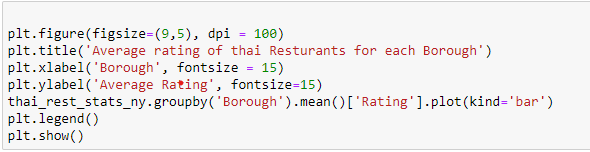 plt.figure(figsize=(9,5), dpi = 100)
plt.title('Average rating of thai Resturants for each Borough')
plt.xlabel('Borough', fontsize = 15)
plt.ylabel('Average Rating', fontsize=15)
thai_rest_stats_ny.groupby('Borough').mean()['Rating'].plot(kind='bar')
plt.legend()
plt.show()